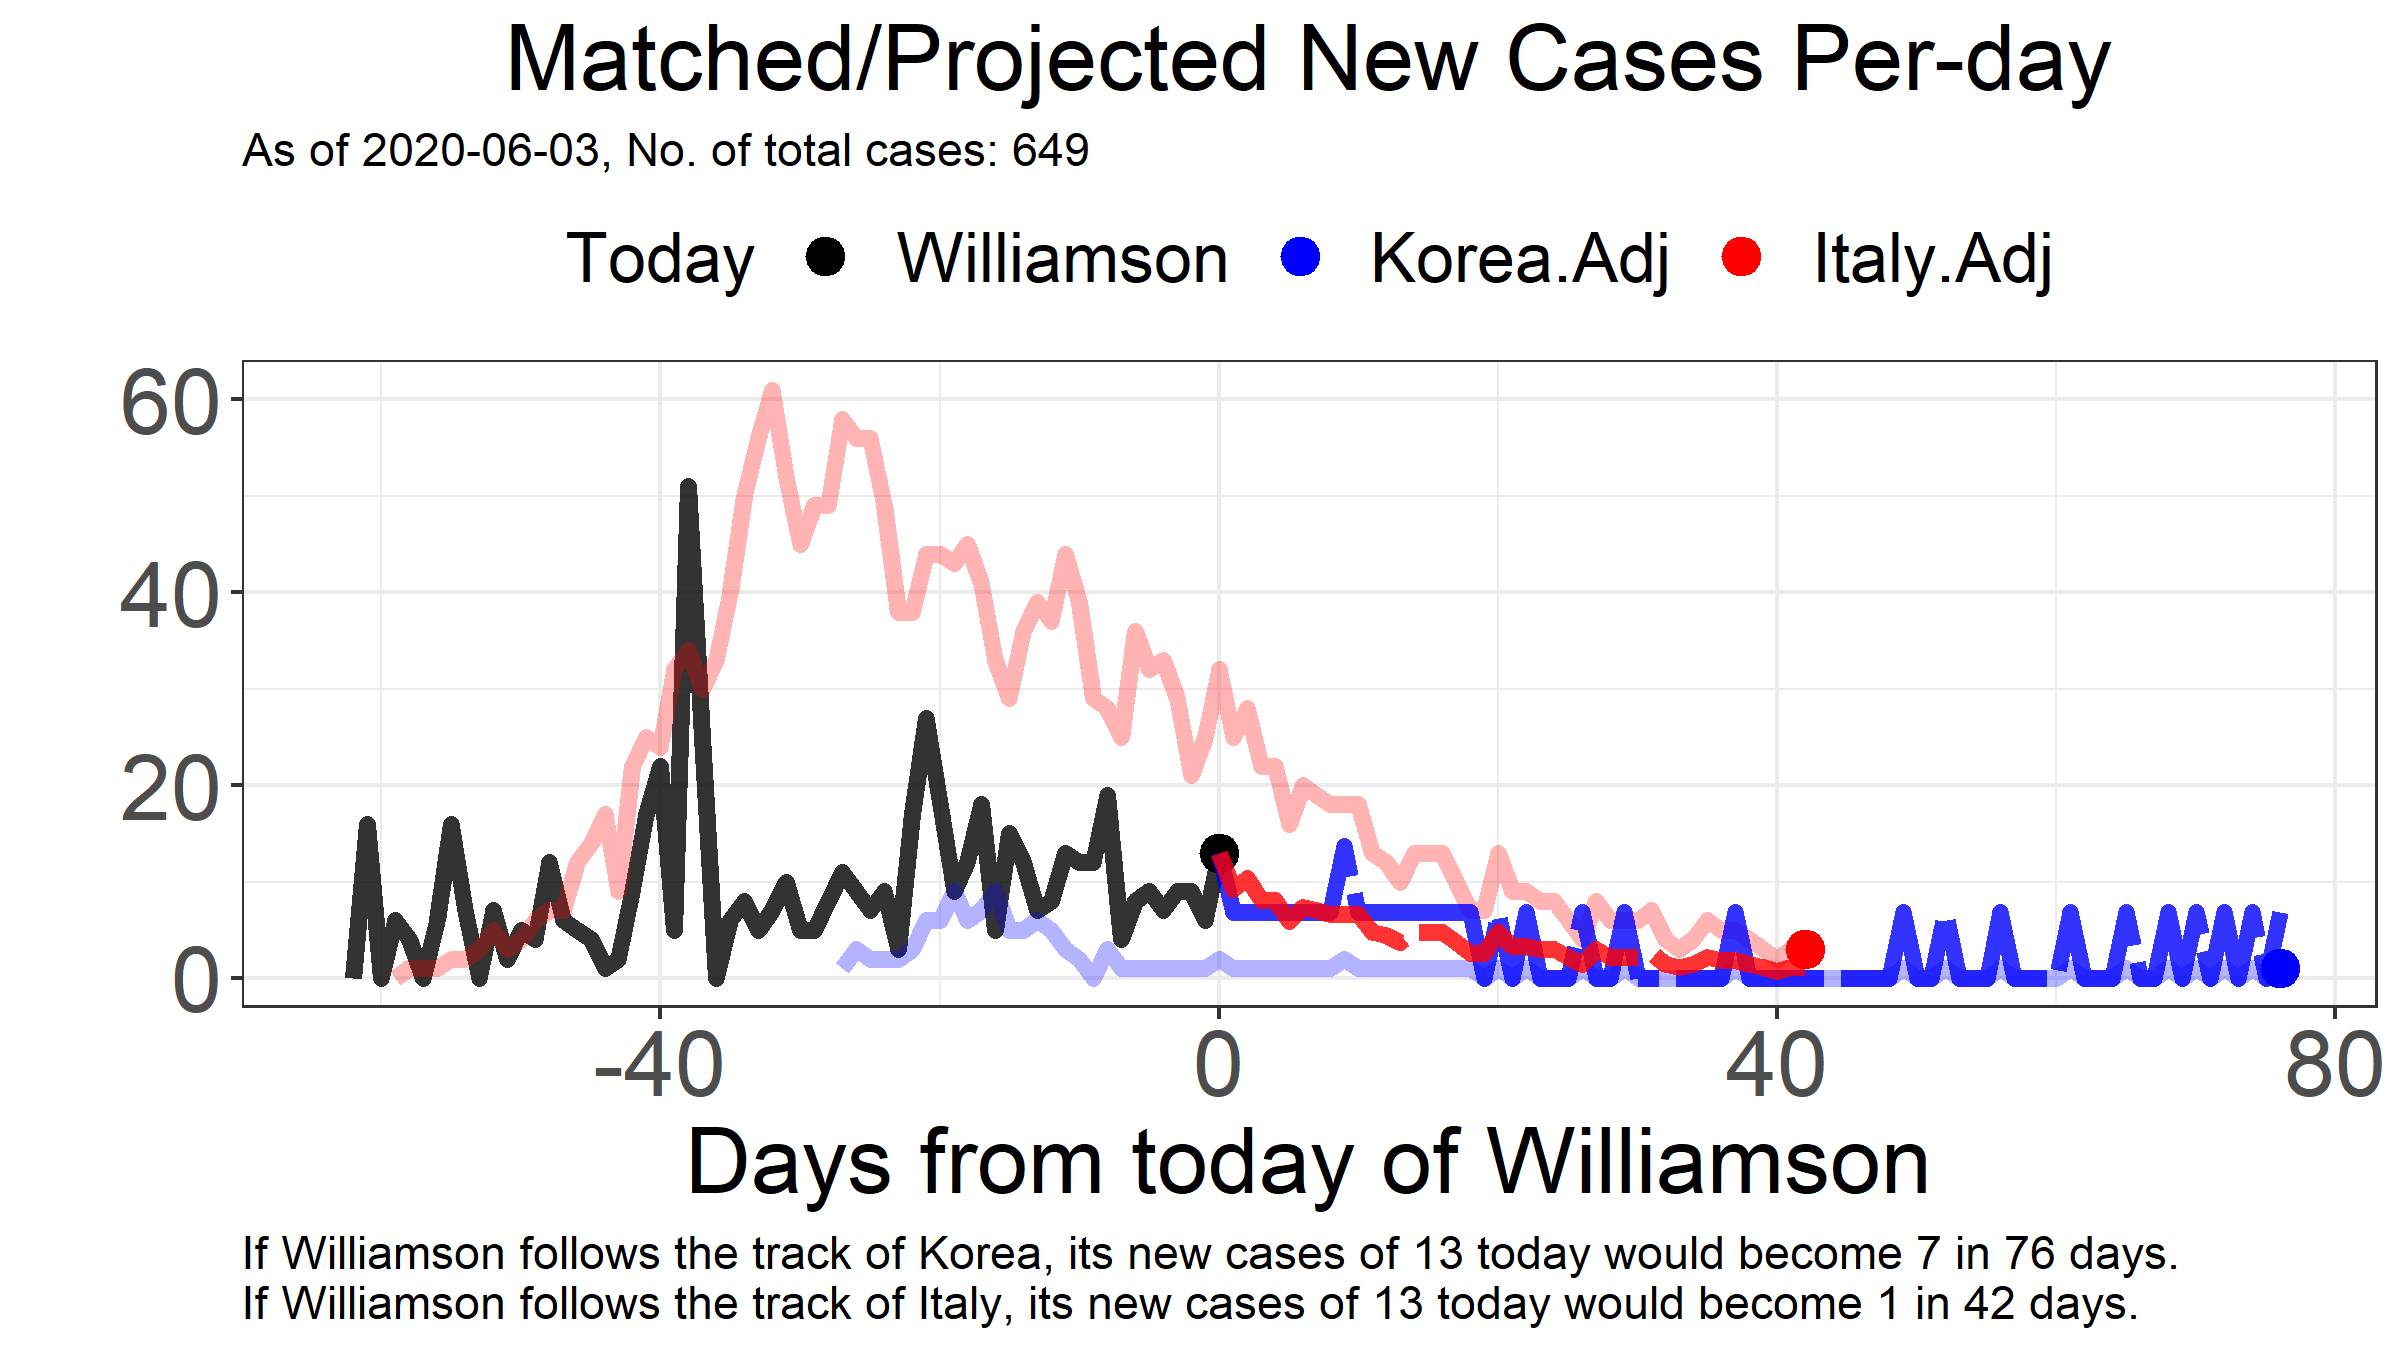 Matched/Projected New Cases Per-day
As of 2020-06-03, No. of total cases: 649
Today Williamson Korea.Adj Italy.Adj
60
40
20
0
-40 0 40 80
Days from today of Williamson
If Williamson follows the track of Korea, its new cases of 13 today would become 7 in 76 days.
If Williamson follows the track of Italy, its new cases of 13 today would become 1 in 42 days.